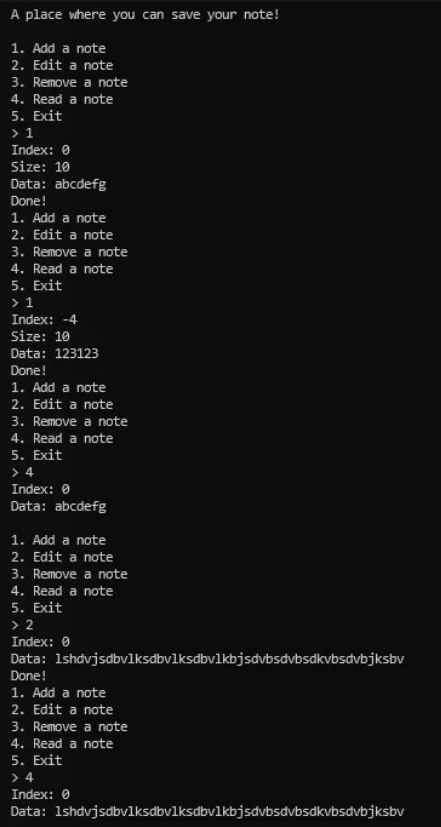 A place where you can save your note!
1. Add a note
2. Edit a note
3. Remove a note
4. Read a note
5. Exit
> 1
Index: 0
Size: 10
Data: abcdefg
Done!
1. Add a note
2. Edit a note
3. Remove a note
4. Read a note
5. Exit
> 1
Index: -4
Size: 10
Data: 123123
Done!
1. Add a note
2. Edit a note
3. Remove a note
4. Read a note
5. Exit
> 4
Index: 0
Data: abcdefg
1. Add a note
2. Edit a note
3. Remove a note
4. Read a note
5. Exit
> 2
Index: 0
Data: lshdvjsdbvlksdbvlksdbvlkbjsdvbsdvbsdkvbsdvbjksbv
Done!
1. Add a note
2. Edit a note
3. Remove a note
4. Read a note
5. Exit
> 4
Index: 0
Data: lshdvjsdbvlksdbvlksdbvlkbjsdvbsdvbsdkvbsdvbjksbv